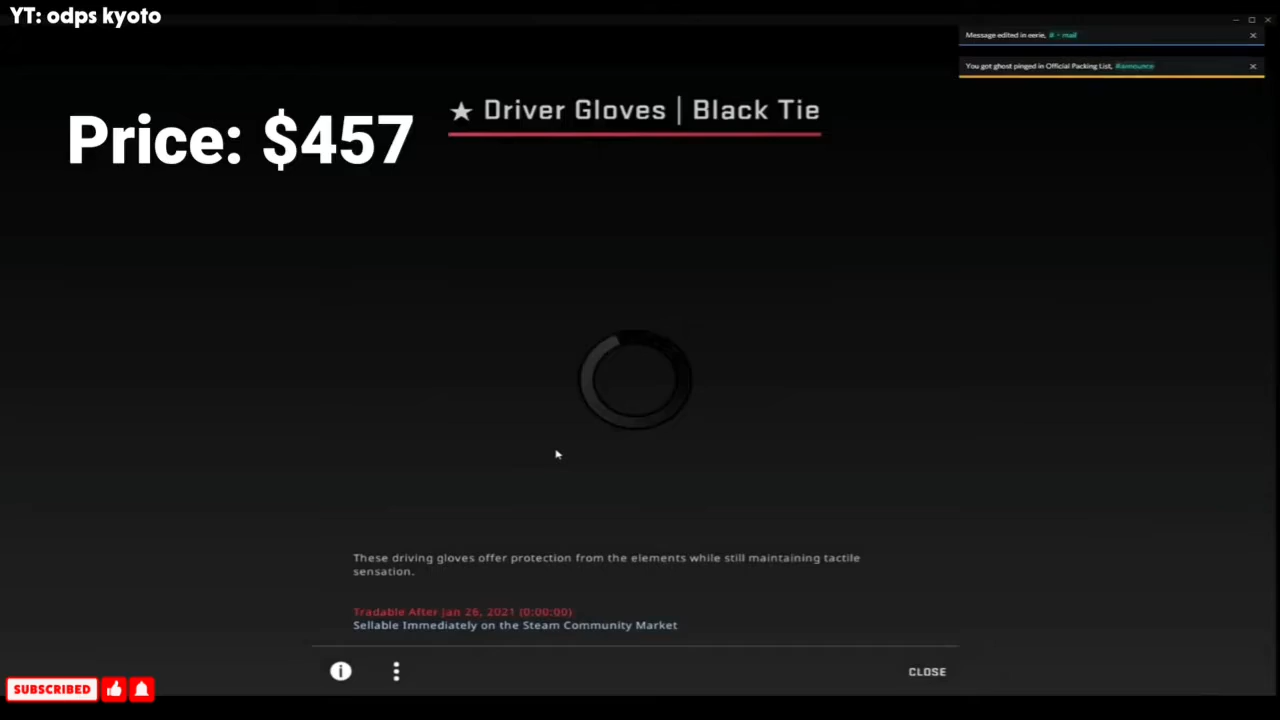 YT: odps kyoto
Message edited in eerie, # - mail
You got ghost pinged in Official Packing List, #announce
★ Driver Gloves | Black Tie
Price: $457
These driving gloves offer protection from the elements while still maintaining tactile
sensation.
Tradable After Jan 26, 2021 (0:00:00)
Sellable Immediately on the Steam Community Market
CLOSE
SUBSCRIBED